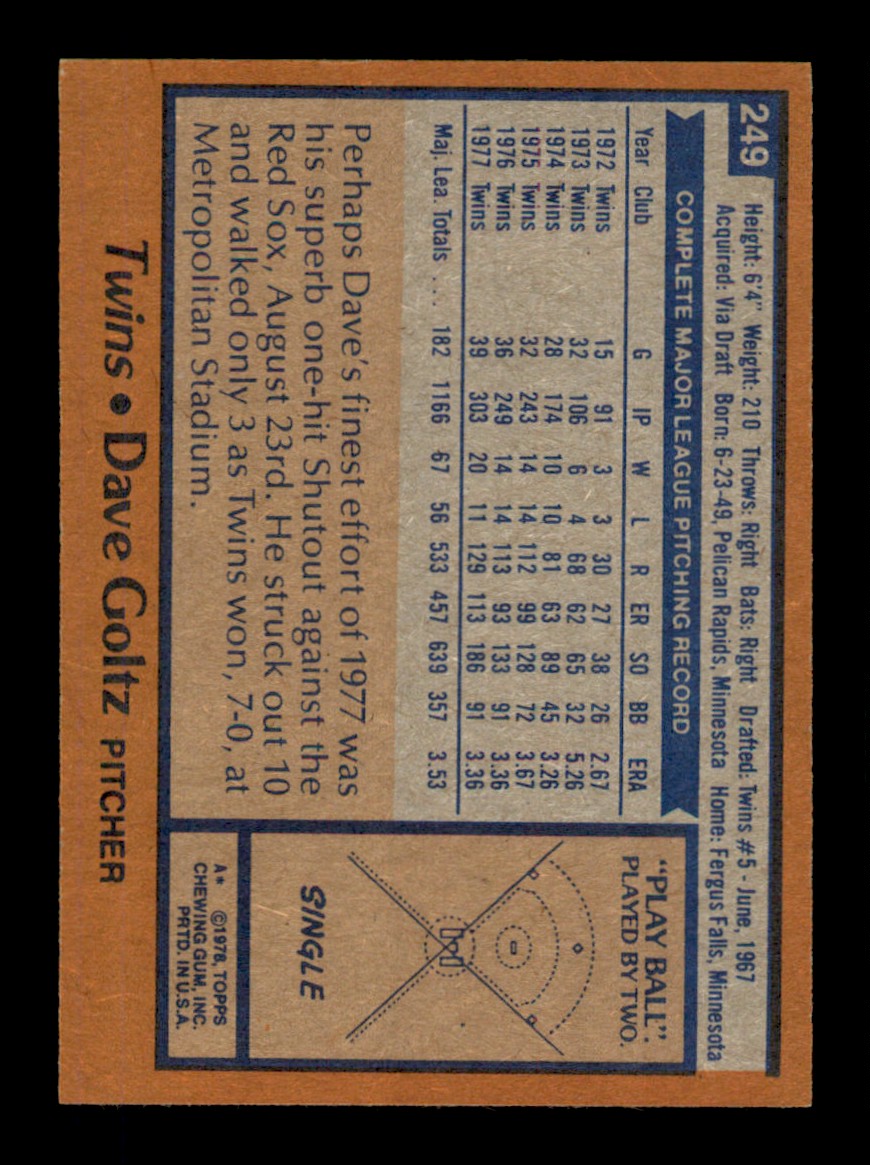 249
Height: 6'4" Weight: 210 Throws: Right Bats: Right Drafted: Twins #5 - June, 1967
Acquired: Via Draft Born: 6-23-49, Pelican Rapids, Minnesota Home: Fergus Falls, Minnesota
COMPLETE MAJOR LEAGUE PITCHING RECORD
Year Club G IP W L R ER SO BB ERA
1972 Twins 15 91 3 3 30 27 38 26 2.67
1973 Twins 32 106 6 4 68 62 65 32 5.26
1974 Twins 28 174 10 10 81 63 89 45 3.26
1975 Twins 32 243 14 14 112 99 128 72 3.67
1976 Twins 36 249 14 14 113 93 133 91 3.36
1977 Twins 39 303 20 11 129 113 186 91 3.36
Maj. Lea. Totals ... 182 1166 67 56 533 457 639 357 3.53
Perhaps Dave's finest effort of 1977 was
his superb one-hit Shutout against the
Red Sox, August 23rd. He struck out 10
and walked only 3 as Twins won, 7-0, at
Metropolitan Stadium.
"PLAY BALL".
PLAYED BY TWO.
SINGLE
A* ©1978, TOPPS
CHEWING GUM, INC.
PRTD. IN U.S.A.
Twins • Dave Goltz PITCHER